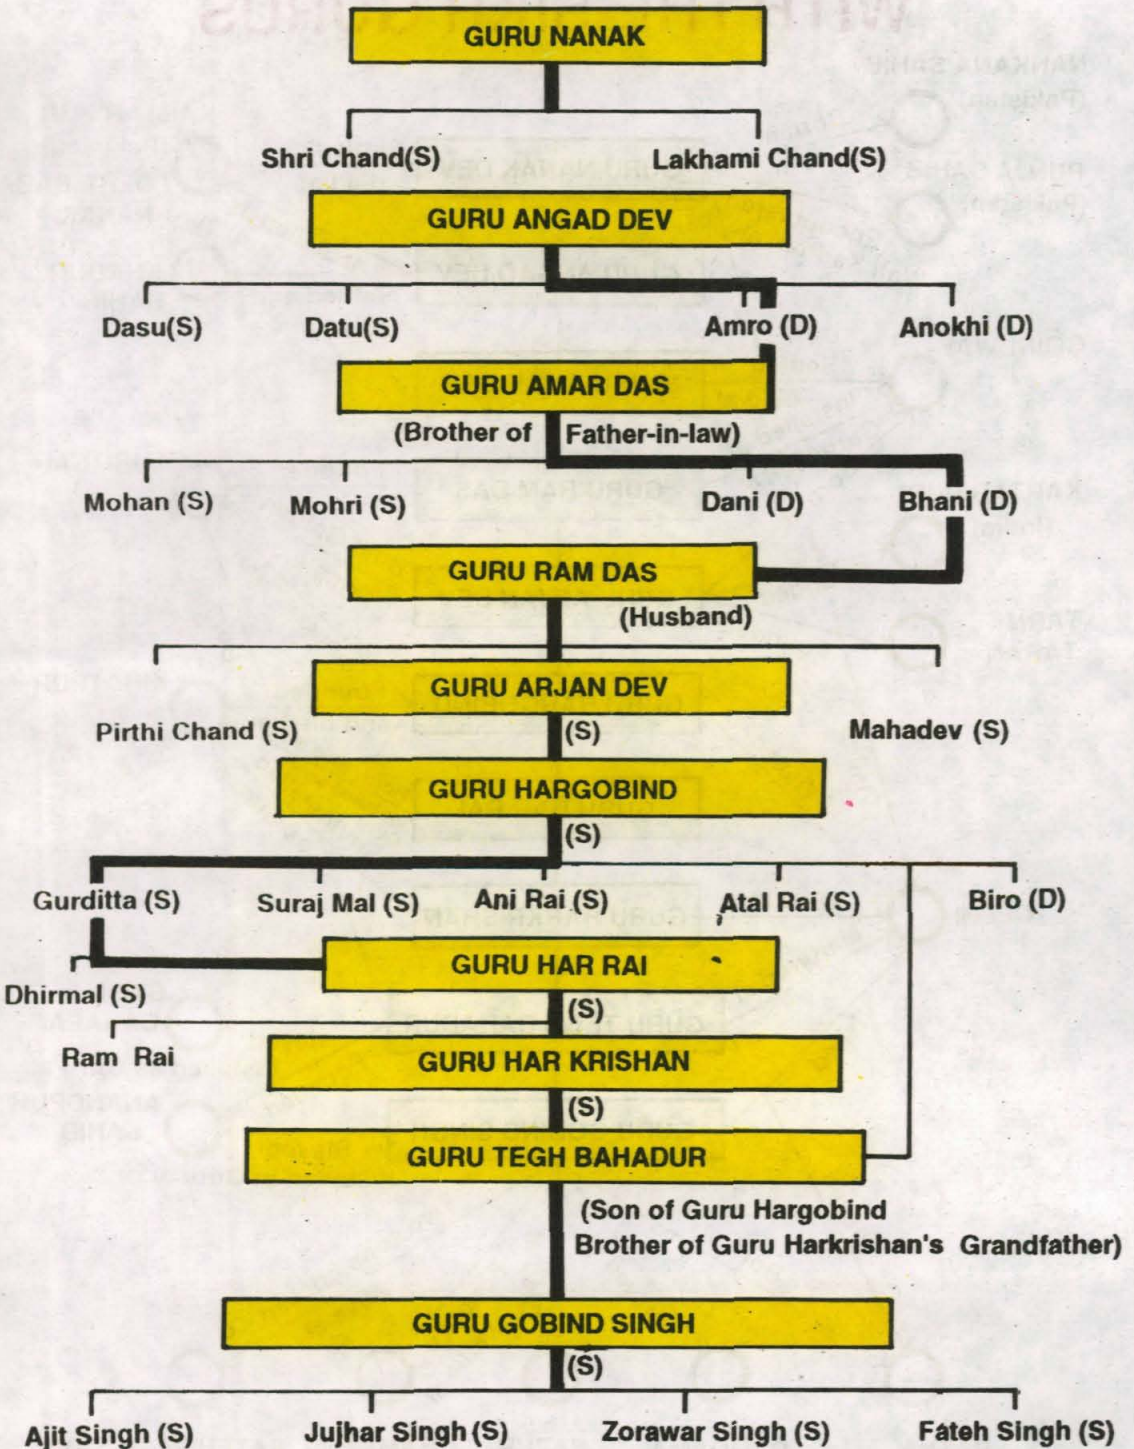 GURU NANAK
Shri Chand(S) Lakhami Chand(S)
GURU ANGAD DEV
Dasu(S) Datu(S) Amro (D) Anokhi (D)
GURU AMAR DAS
(Brother of Father-in-law)
Mohan (S) Mohri (S) Dani (D) Bhani (D)
GURU RAM DAS
(Husband)
GURU ARJAN DEV
Pirthi Chand (S) (S) Mahadev (S)
GURU HARGOBIND
(S)
Gurditta (S) Suraj Mal (S) Ani Rai (S) Atal Rai (S) Biro (D)
GURU HAR RAI
Dhirmal (S) (S)
Ram Rai
GURU HAR KRISHAN
(S)
GURU TEGH BAHADUR
(Son of Guru Hargobind
Brother of Guru Harkrishan's Grandfather)
GURU GOBIND SINGH
(S)
Ajit Singh (S) Jujhar Singh (S) Zorawar Singh (S) Fateh Singh (S)